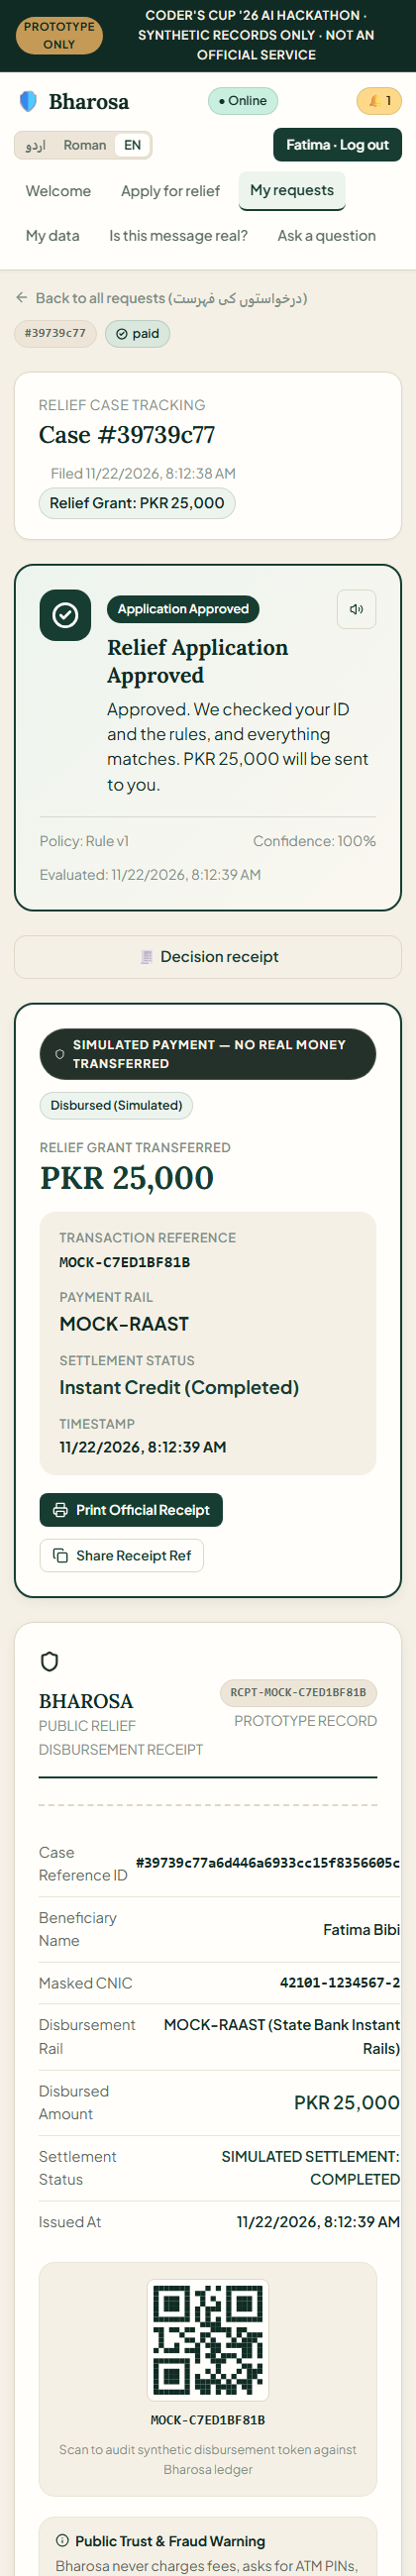 PROTOTYPE ONLY
CODER'S CUP '26 AI HACKATHON ·
SYNTHETIC RECORDS ONLY · NOT AN
OFFICIAL SERVICE
Bharosa
● Online
1
اردو
Roman
EN
Fatima · Log out
Welcome
Apply for relief
My requests
My data
Is this message real?
Ask a question
← Back to all requests (درخواستوں کی فہرست)
#39739c77
paid
RELIEF CASE TRACKING
Case #39739c77
Filed 11/22/2026, 8:12:38 AM
Relief Grant: PKR 25,000
Application Approved
Relief Application
Approved
Approved. We checked your ID
and the rules, and everything
matches. PKR 25,000 will be sent
to you.
Policy: Rule v1
Confidence: 100%
Evaluated: 11/22/2026, 8:12:39 AM
Decision receipt
SIMULATED PAYMENT — NO REAL MONEY
TRANSFERRED
Disbursed (Simulated)
RELIEF GRANT TRANSFERRED
PKR 25,000
TRANSACTION REFERENCE
MOCK-C7ED1BF81B
PAYMENT RAIL
MOCK-RAAST
SETTLEMENT STATUS
Instant Credit (Completed)
TIMESTAMP
11/22/2026, 8:12:39 AM
Print Official Receipt
Share Receipt Ref
BHAROSA
PUBLIC RELIEF
DISBURSEMENT RECEIPT
RCPT-MOCK-C7ED1BF81B
PROTOTYPE RECORD
Case
Reference ID
#39739c77a6d446a6933cc15f8356605c
Beneficiary
Name
Fatima Bibi
Masked CNIC
42101-1234567-2
Disbursement
Rail
MOCK-RAAST (State Bank Instant
Rails)
Disbursed
Amount
PKR 25,000
Settlement
Status
SIMULATED SETTLEMENT:
COMPLETED
Issued At
11/22/2026, 8:12:39 AM
MOCK-C7ED1BF81B
Scan to audit synthetic disbursement token against
Bharosa ledger
Public Trust & Fraud Warning
Bharosa never charges fees, asks for ATM PINs,